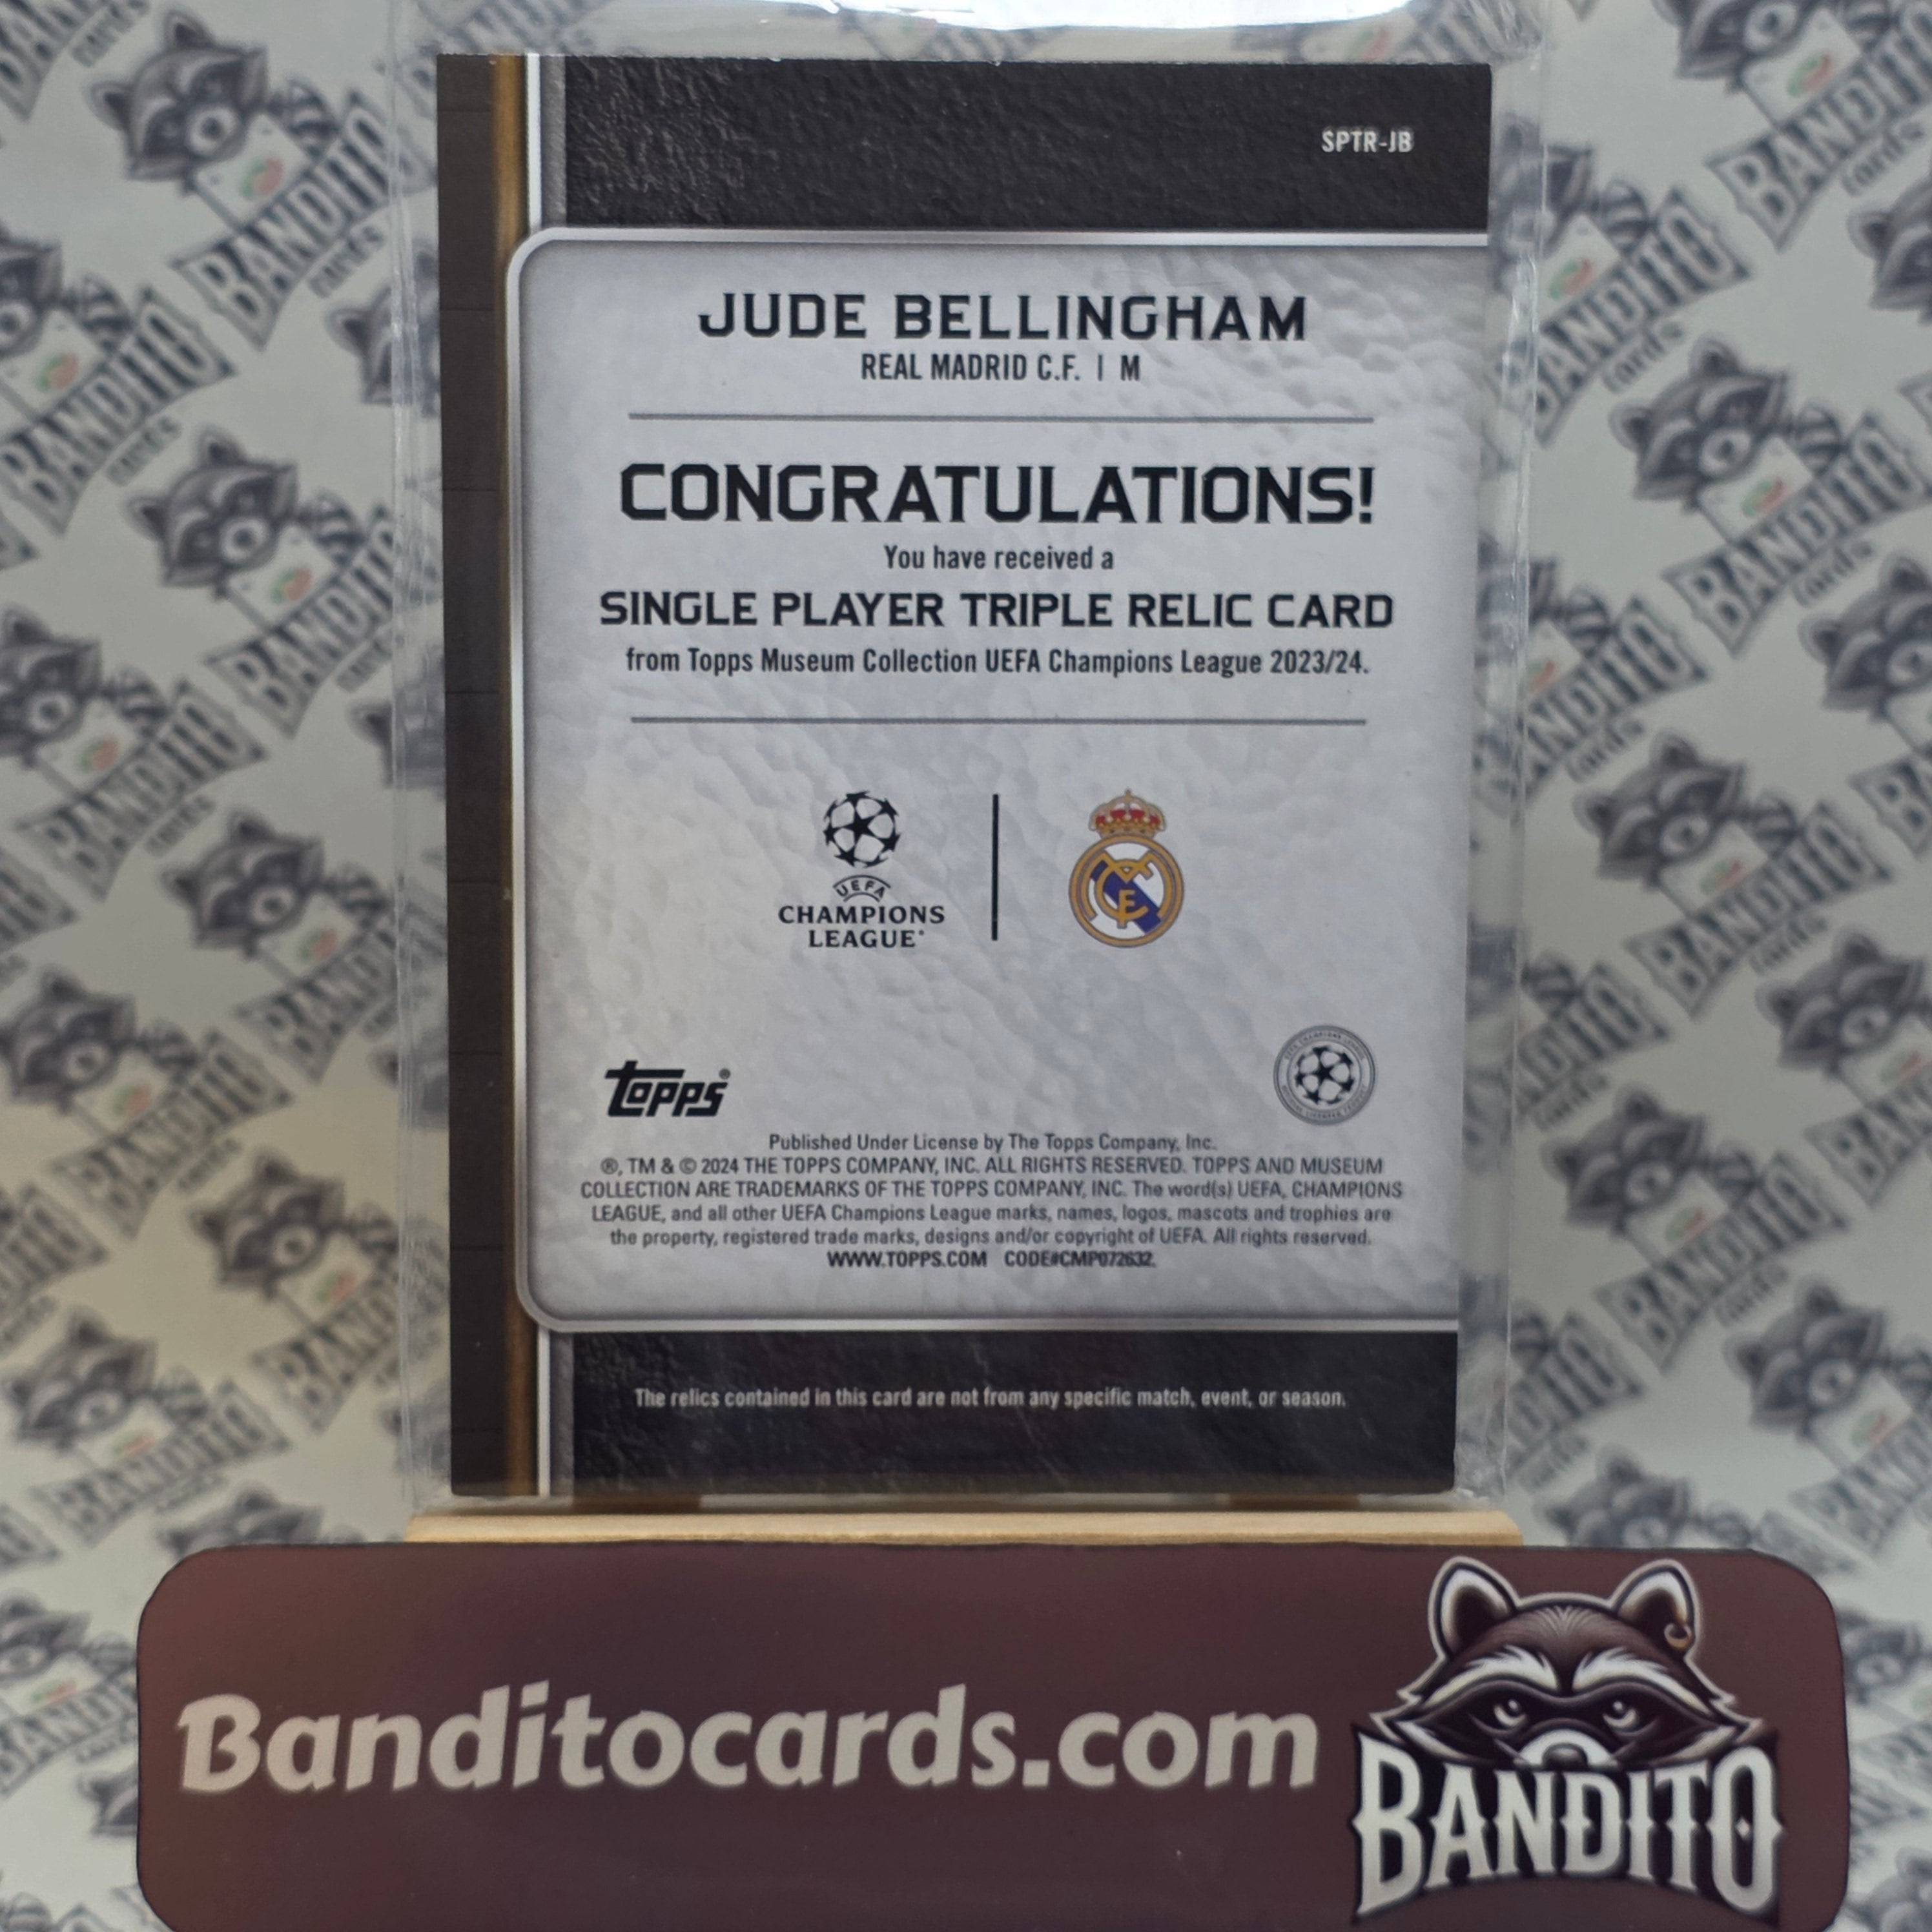 SPTR-JB
JUDE BELLINGHAM
REAL MADRID C.F. | M
CONGRATULATIONS!
You have received a
SINGLE PLAYER TRIPLE RELIC CARD
from Topps Museum Collection UEFA Champions League 2023/24.
UEFA
CHAMPIONS
LEAGUE®
topps®
Published Under License by The Topps Company, Inc.
®, TM & © 2024 THE TOPPS COMPANY, INC. ALL RIGHTS RESERVED. TOPPS AND MUSEUM
COLLECTION ARE TRADEMARKS OF THE TOPPS COMPANY, INC. The word(s) UEFA, CHAMPIONS
LEAGUE, and all other UEFA Champions League marks, names, logos, mascots and trophies are
the property, registered trade marks, designs and/or copyright of UEFA. All rights reserved.
WWW.TOPPS.COM CODE#CMP072632
The relics contained in this card are not from any specific match, event, or season.
Banditocards.com
BANDITO